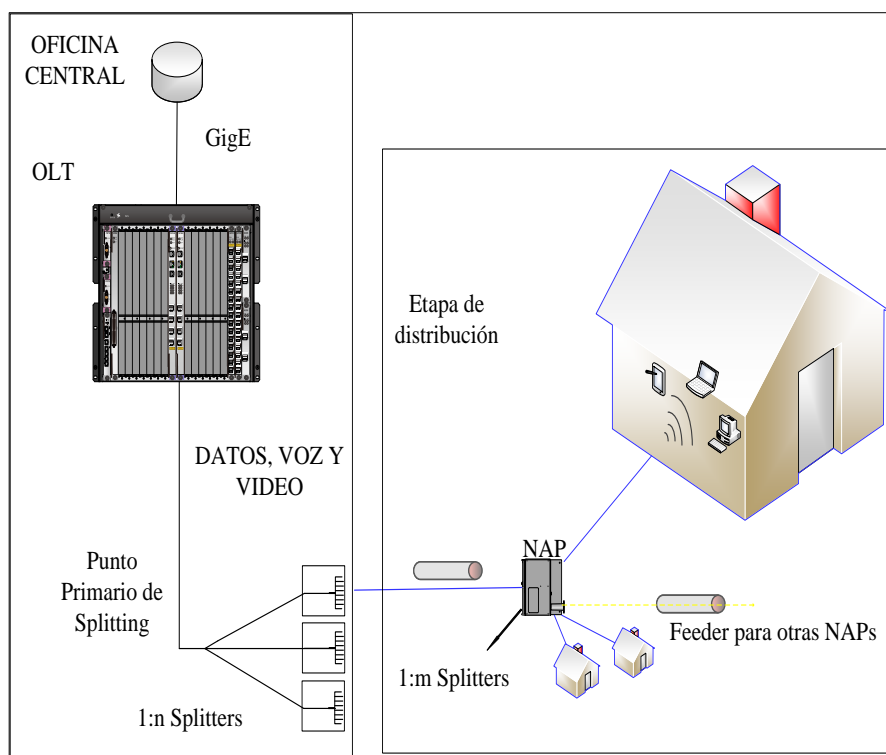 OFICINA
CENTRAL
GigE
OLT
DATOS, VOZ Y
VIDEO
Punto
Primario de
Splitting
1:n Splitters
Etapa de
distribución
NAP
1:m Splitters
Feeder para otras NAPs